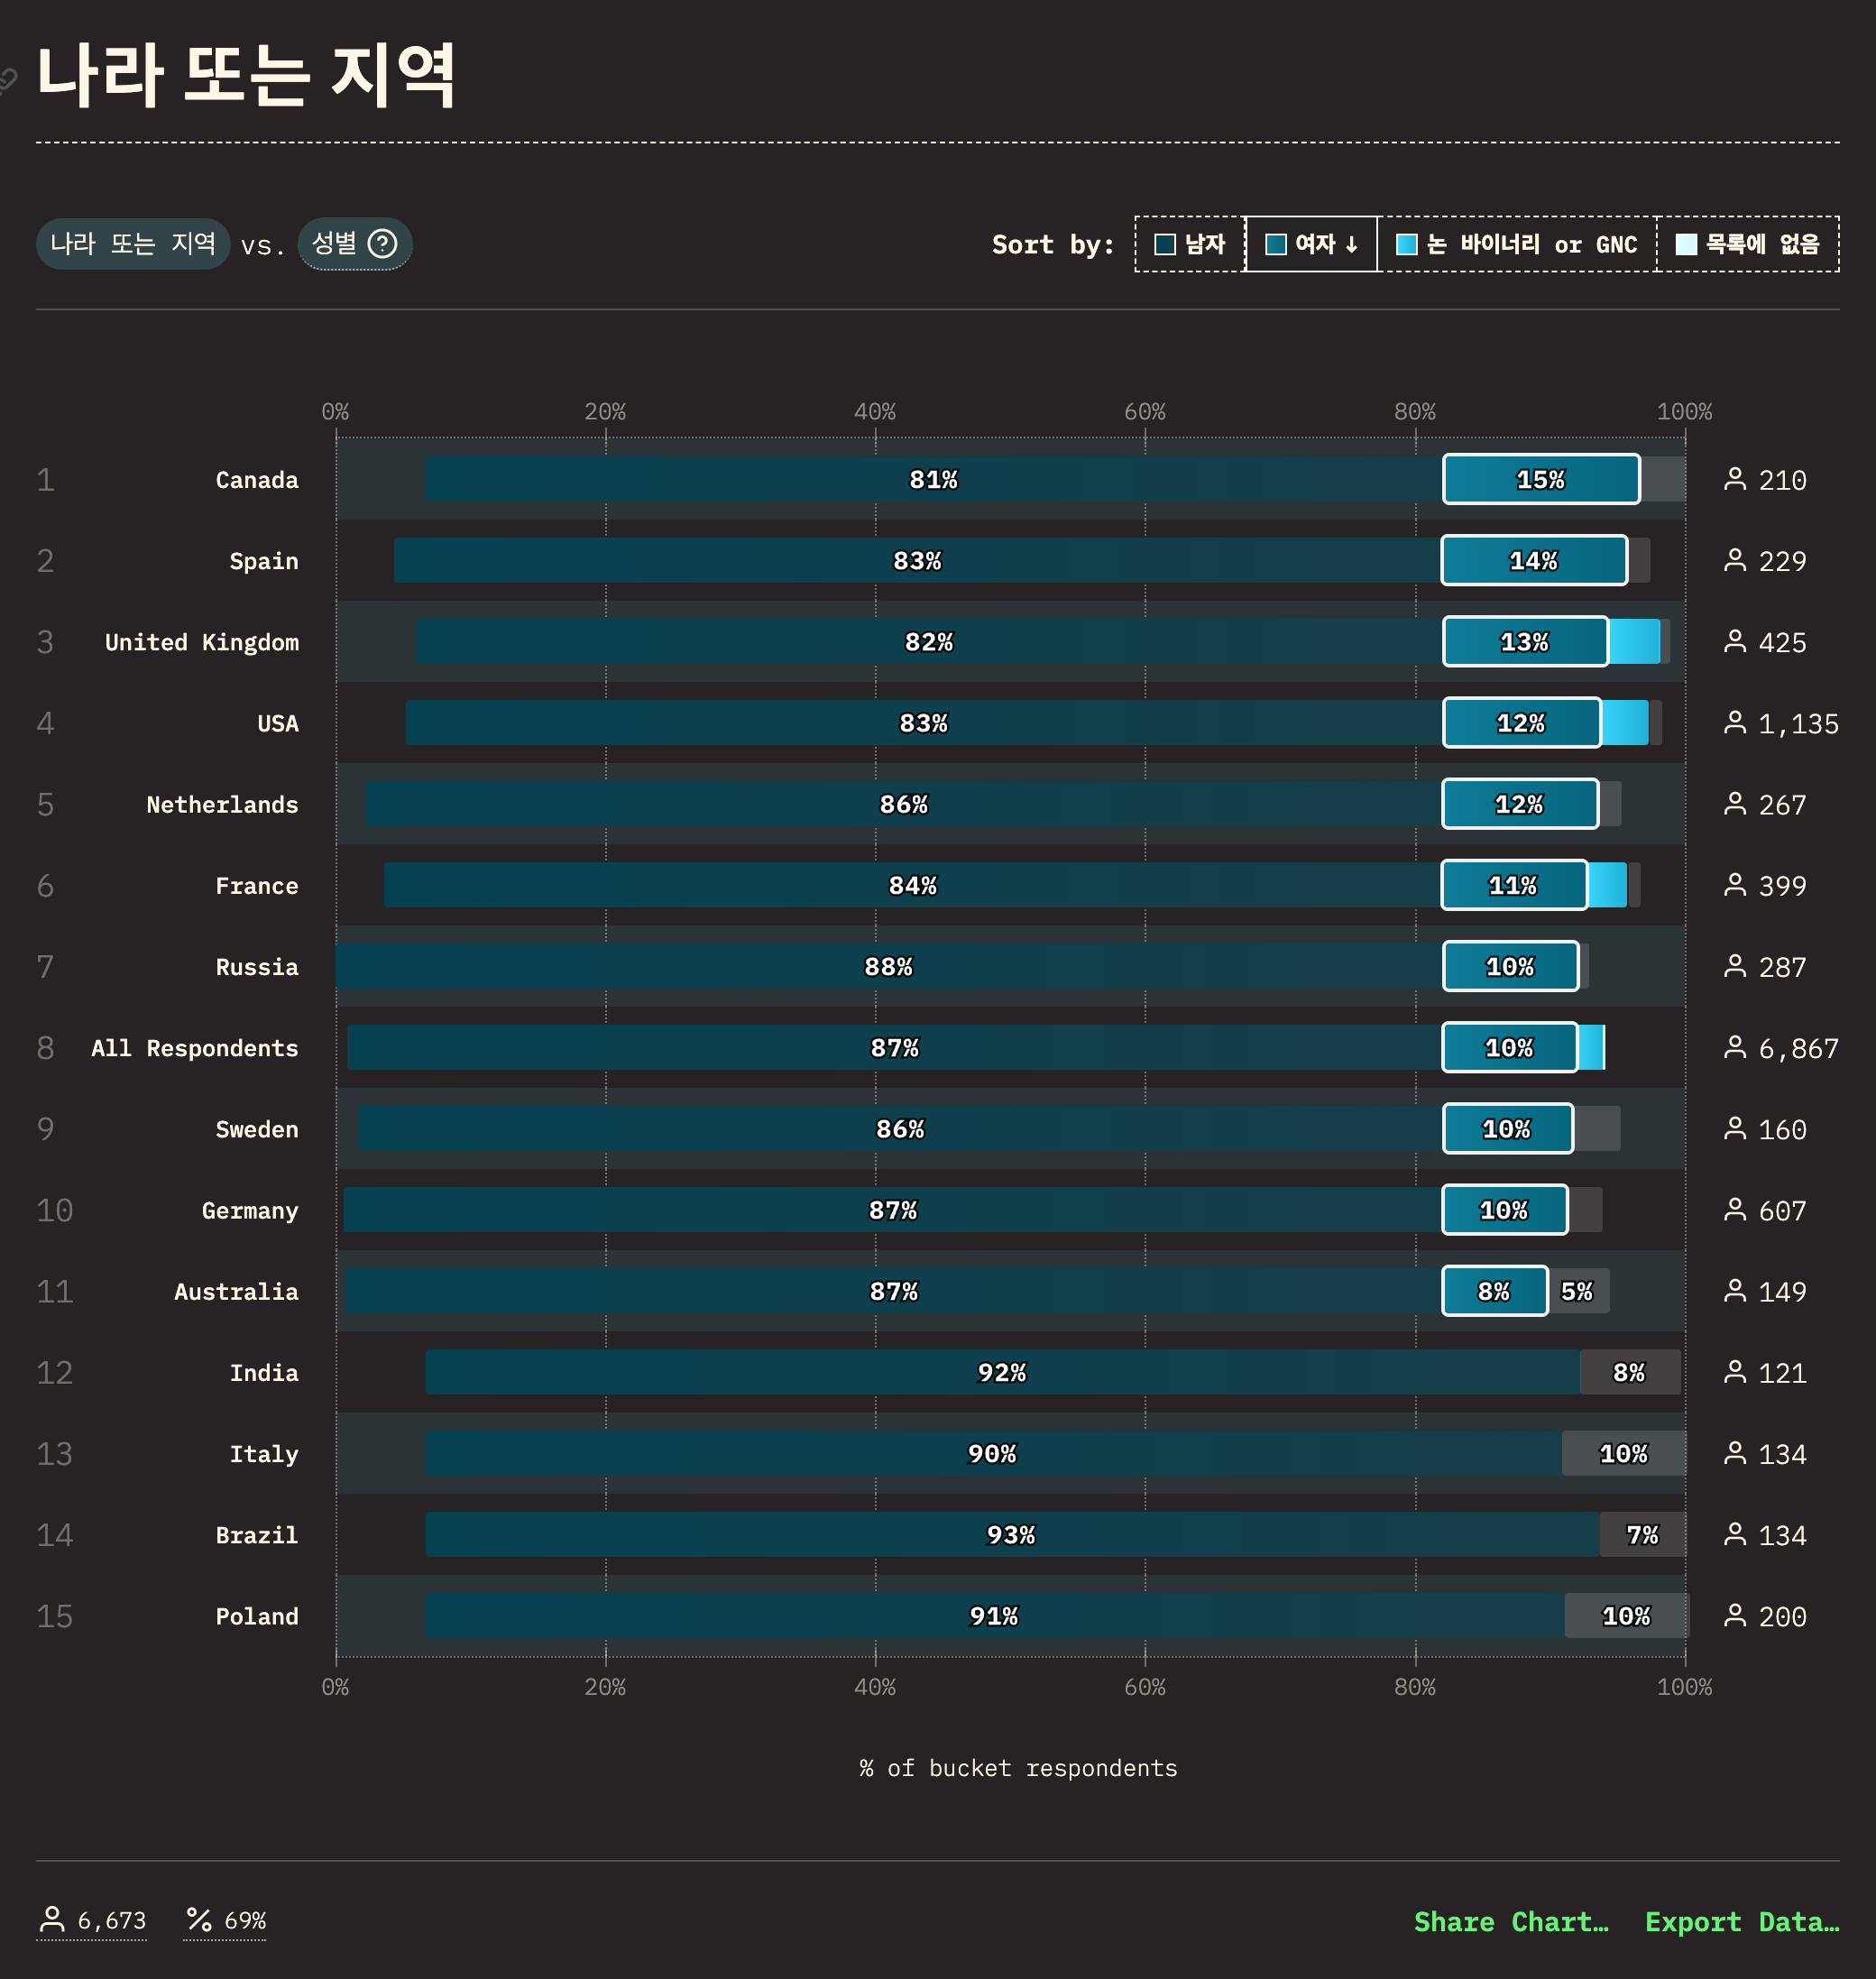 나라 또는 지역
나라 또는 지역 vs. 성별 ?
Sort by: 남자 여자 ↓ 논 바이너리 or GNC 목록에 없음
0% 20% 40% 60% 80% 100%
1 Canada 81% 15% 210
2 Spain 83% 14% 229
3 United Kingdom 82% 13% 425
4 USA 83% 12% 1,135
5 Netherlands 86% 12% 267
6 France 84% 11% 399
7 Russia 88% 10% 287
8 All Respondents 87% 10% 6,867
9 Sweden 86% 10% 160
10 Germany 87% 10% 607
11 Australia 87% 8% 5% 149
12 India 92% 8% 121
13 Italy 90% 10% 134
14 Brazil 93% 7% 134
15 Poland 91% 10% 200
0% 20% 40% 60% 80% 100%
% of bucket respondents
6,673 % 69% Share Chart… Export Data…